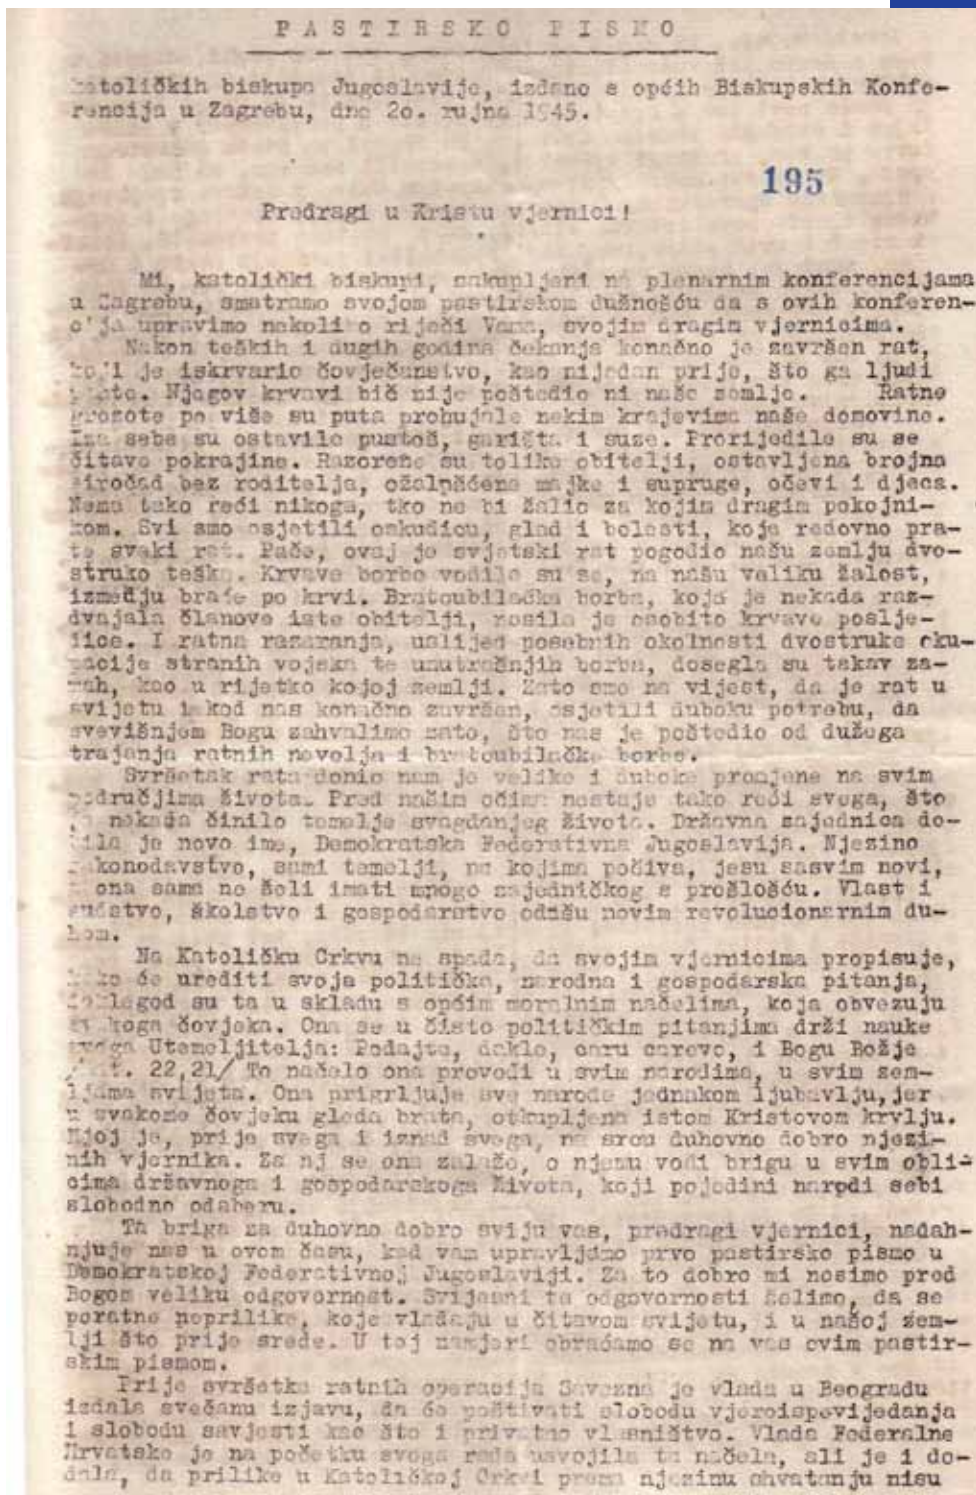 PASTIRSKO PISMO
katoličkih biskupa Jugoslavije, izdano s općih Biskupskih Konfe-
rencija u Zagrebu, dne 20. rujna 1945.
195
Predragi u Kristu vjernici!
Mi, katolički biskupi, sakupljeni na plenarnim konferencijama
u Zagrebu, smatramo svojom pastirskom dužnošću da s ovih konferen-
c'ja upravimo nekoliko riječi Vama, svojim dragim vjernicima.
Nakon teških i dugih godina čekanja konačno je završen rat,
koji je iskrvario čovječanstvo, kao nijedan prije, što ga ljudi
pamte. Njegov krvavi bič nije poštedio ni naše zemlje. Ratne
grozote po više su puta prohujale nekim krajevima naše domovine.
Iza sebe su ostavile pustoš, garišta i suze. Prorijedile su se
čitave pokrajine. Razorene su tolike obitelji, ostavljena brojna
siročad bez roditelja, ožalošćene majke i supruge, očevi i djeca.
Nema tako reći nikoga, tko ne bi žalio za kojim dragim pokojni-
kom. Svi smo osjetili oskudicu, glad i bolesti, koje redovno pra-
te svaki rat. Pače, ovaj je svjetski rat pogodio našu zemlju dvo-
struko teško. Krvave borbe vodile su se, na našu veliku žalost,
izmedju braće po krvi. Bratoubilačka borba, koja je nekada raz-
dvajala članove iste obitelji, nosila je osobito krvave poslje-
dice. I ratna razaranja, uslijed posebnih okolnosti dvostruke oku-
pacije stranih vojska te unutrašnjih borba, dosegla su takav za-
mah, kao u rijetko kojoj zemlji. Zato smo na vijest, da je rat u
svijetu i kod nas konačno završen, osjetili duboku potrebu, da
svevišnjem Bogu zahvalimo zato, što nas je poštedio od dužega
trajanja ratnih nevolja i bratoubilačke borbe.
Svršetak rata donio nam je velike i duboke promjene na svim
područjima života. Pred našim očima nestaje tako reći svega, što
je nekada činilo temelje svagdanjeg života. Državna zajednica do-
bila je novo ime, Demokratska Federativna Jugoslavija. Njezino
zakonodavstvo, sami temelji, na kojima počiva, jesu sasvim novi,
i ona sama ne želi imati mnogo zajedničkog s prošlošću. Vlast i
sudstvo, školstvo i gospodarstvo odišu novim revolucionarnim du-
hom.
Na Katoličku Crkvu ne spada, da svojim vjernicima propisuje,
kako će urediti svoja politička, narodna i gospodarska pitanja,
doklegod su ta u skladu s općim moralnim načelima, koja obvezuju
svakoga čovjeka. Ona se u čisto političkim pitanjima drži nauke
svoga Utemeljitelja: Podajte, dakle, caru carevo, i Bogu Božje
/Mt. 22,21/ To načelo ona provodi u svim narodima, u svim zem-
ljama svijeta. Ona prigrljuje sve narode jednakom ljubavlju, jer
u svakome čovjeku gleda brata, otkupljena istom Kristovom krvlju.
Njoj je, prije svega i iznad svega, na srcu duhovno dobro njezi-
nih vjernika. Za nj se ona zalaže, o njemu vodi brigu u svim obli-
cima državnoga i gospodarskoga života, koji pojedini narodi sebi
slobodno odaberu.
Ta briga za duhovno dobro sviju vas, predragi vjernici, nadah-
njuje nas u ovom času, kad vam upravljamo prvo pastirsko pismo u
Demokratskoj Federativnoj Jugoslaviji. Za to dobro mi nosimo pred
Bogom veliku odgovornost. Svijesni te odgovornosti želimo, da se
poratne neprilike, koje vladaju u čitavom svijetu, i u našoj zem-
lji što prije srede. U toj namjeri obraćamo se na vas ovim pastir-
skim pismom.
Prije svršetka ratnih operacija Savezna je vlada u Beogradu
izdala svečanu izjavu, da će poštivati slobodu vjeroispovijedanja
i slobodu savjesti kao što i privatno vlasništvo. Vlada Federalne
Hrvatske je na početku svoga rada usvojila ta načela, ali je i do-
dala, da prilike u Katoličkoj Crkvi prema njezinu shvatanju nisu